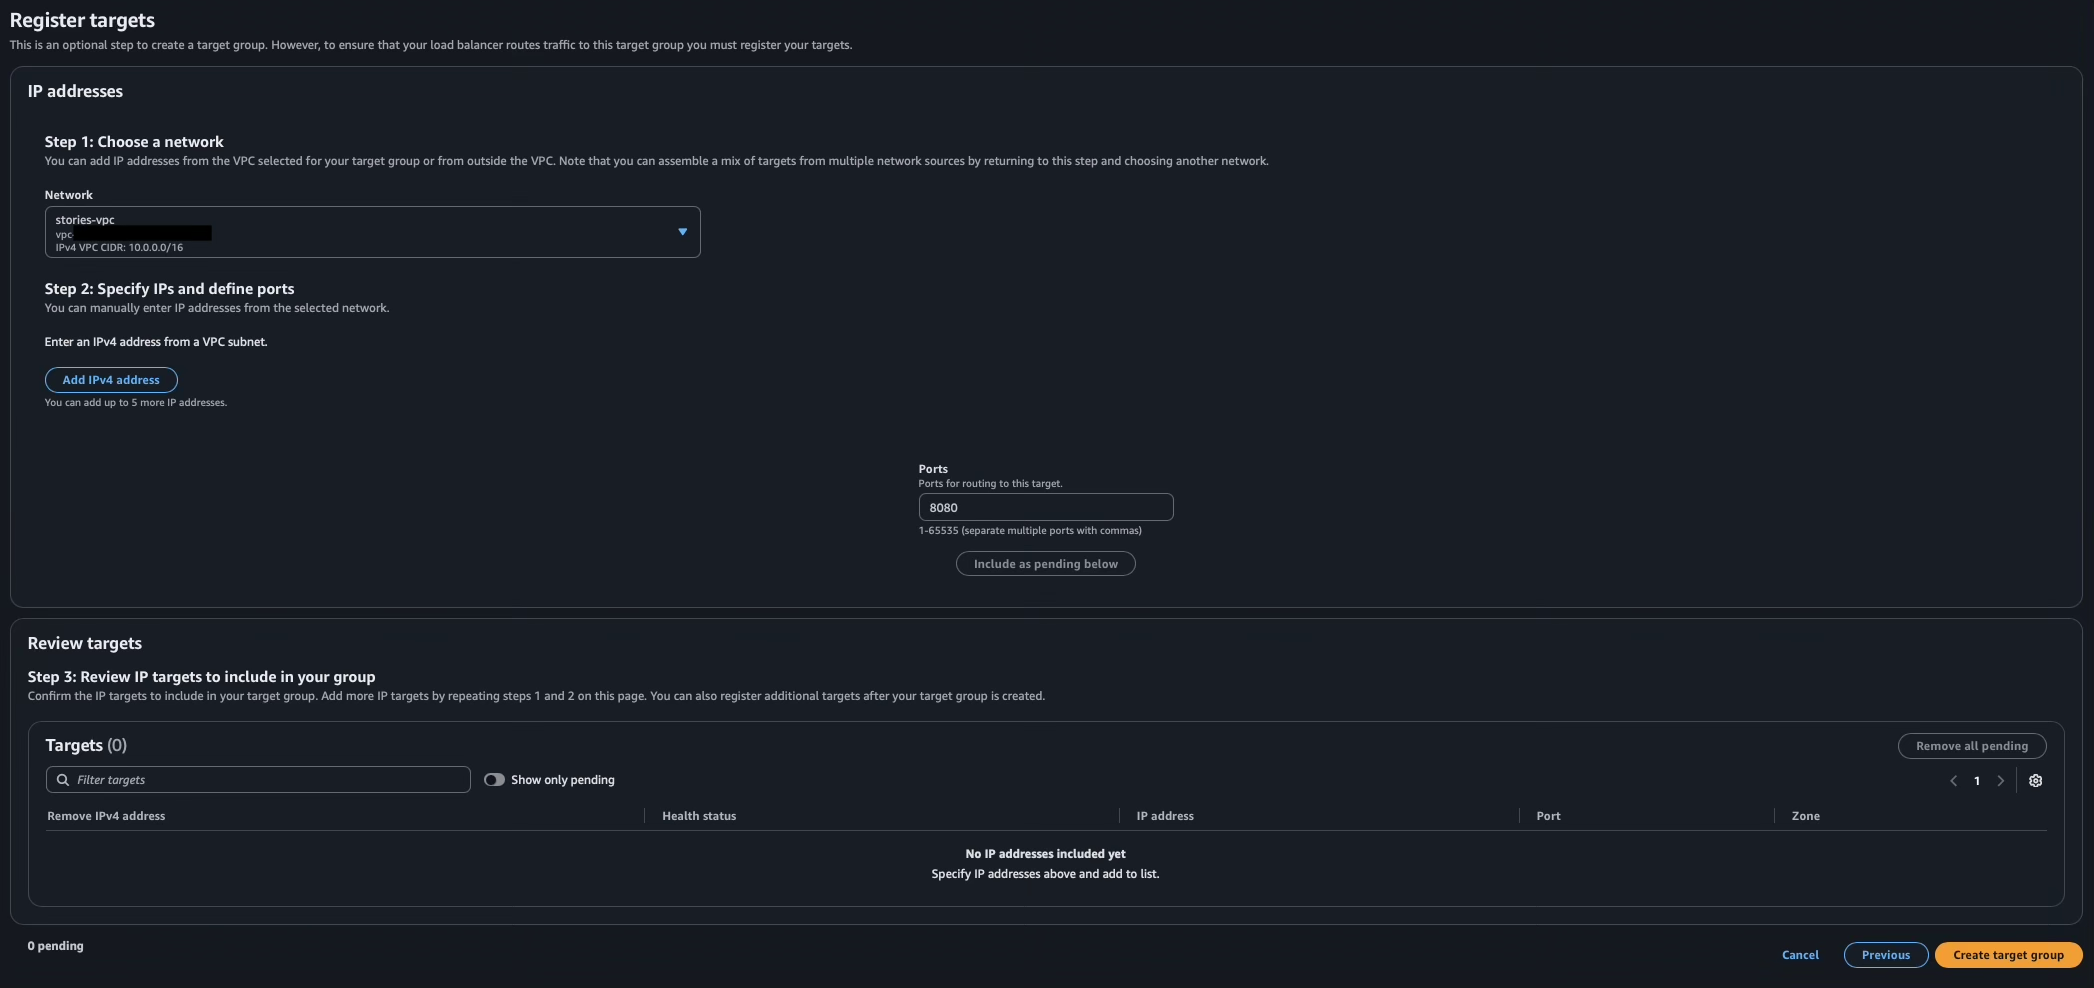 Register targets
This is an optional step to create a target group. However, to ensure that your load balancer routes traffic to this target group you must register your targets.
IP addresses
Step 1: Choose a network
You can add IP addresses from the VPC selected for your target group or from outside the VPC. Note that you can assemble a mix of targets from multiple network sources by returning to this step and choosing another network.
Network
stories-vpc
vpc-
IPv4 VPC CIDR: 10.0.0.0/16
Step 2: Specify IPs and define ports
You can manually enter IP addresses from the selected network.
Enter an IPv4 address from a VPC subnet.
Add IPv4 address
You can add up to 5 more IP addresses.
Ports
Ports for routing to this target.
8080
1-65535 (separate multiple ports with commas)
Include as pending below
Review targets
Step 3: Review IP targets to include in your group
Confirm the IP targets to include in your target group. Add more IP targets by repeating steps 1 and 2 on this page. You can also register additional targets after your target group is created.
Targets (0)
Remove all pending
Filter targets
Show only pending
1
Remove IPv4 address Health status IP address Port Zone
No IP addresses included yet
Specify IP addresses above and add to list.
0 pending
Cancel Previous Create target group